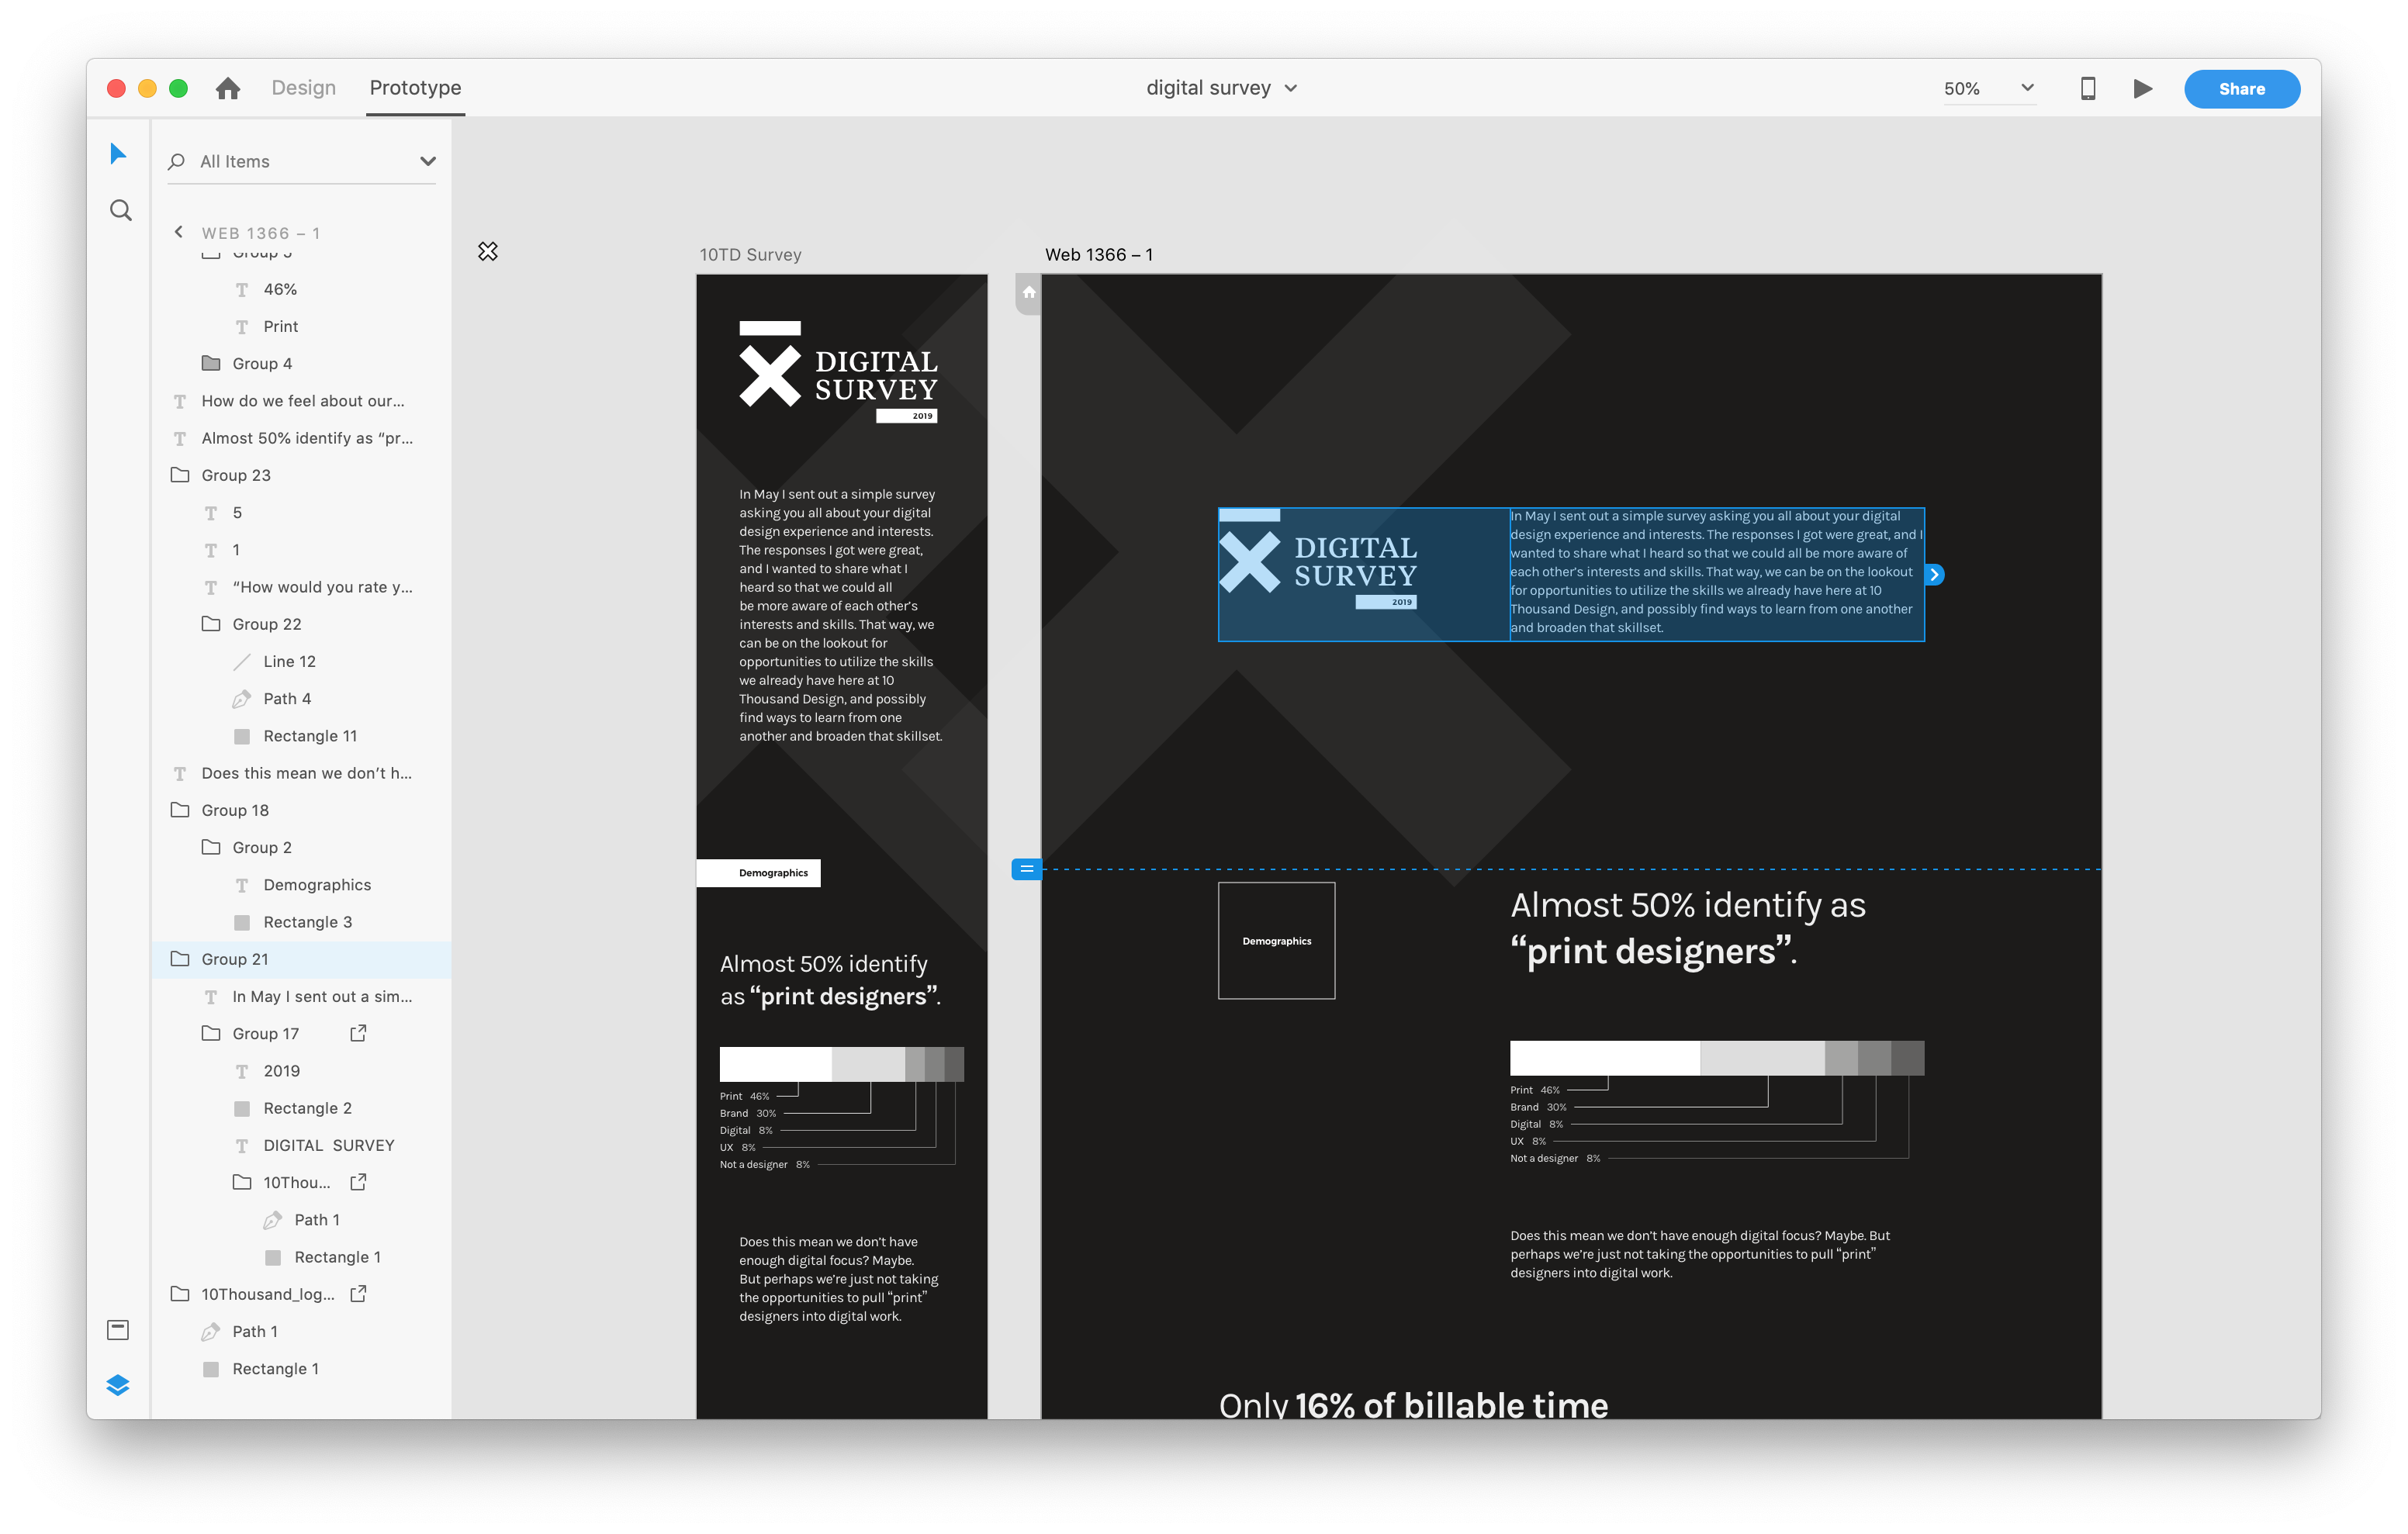 Design
Prototype
digital survey
50%
Share
All Items
WEB 1366 – 1
Group 5
46%
Print
Group 4
How do we feel about our...
Almost 50% identify as “pr...
Group 23
5
1
“How would you rate y...
Group 22
Line 12
Path 4
Rectangle 11
Does this mean we don’t h...
Group 18
Group 2
Demographics
Rectangle 3
Group 21
In May I sent out a sim...
Group 17
2019
Rectangle 2
DIGITAL SURVEY
10Thou...
Path 1
Rectangle 1
10Thousand_log...
Path 1
Rectangle 1
10TD Survey
DIGITAL
SURVEY
2019
In May I sent out a simple survey
asking you all about your digital
design experience and interests.
The responses I got were great,
and I wanted to share what I
heard so that we could all
be more aware of each other’s
interests and skills. That way, we
can be on the lookout for
opportunities to utilize the skills
we already have here at 10
Thousand Design, and possibly
find ways to learn from one
another and broaden that skillset.
Demographics
Almost 50% identify
as “print designers”.
Print 46%
Brand 30%
Digital 8%
UX 8%
Not a designer 8%
Does this mean we don’t have
enough digital focus? Maybe.
But perhaps we’re just not taking
the opportunities to pull “print”
designers into digital work.
Web 1366 – 1
DIGITAL
SURVEY
2019
In May I sent out a simple survey asking you all about your digital
design experience and interests. The responses I got were great, and I
wanted to share what I heard so that we could all be more aware of
each other’s interests and skills. That way, we can be on the lookout
for opportunities to utilize the skills we already have here at 10
Thousand Design, and possibly find ways to learn from one another
and broaden that skillset.
Demographics
Almost 50% identify as
“print designers”.
Print 46%
Brand 30%
Digital 8%
UX 8%
Not a designer 8%
Does this mean we don’t have enough digital focus? Maybe. But
perhaps we’re just not taking the opportunities to pull “print”
designers into digital work.
Only 16% of billable time